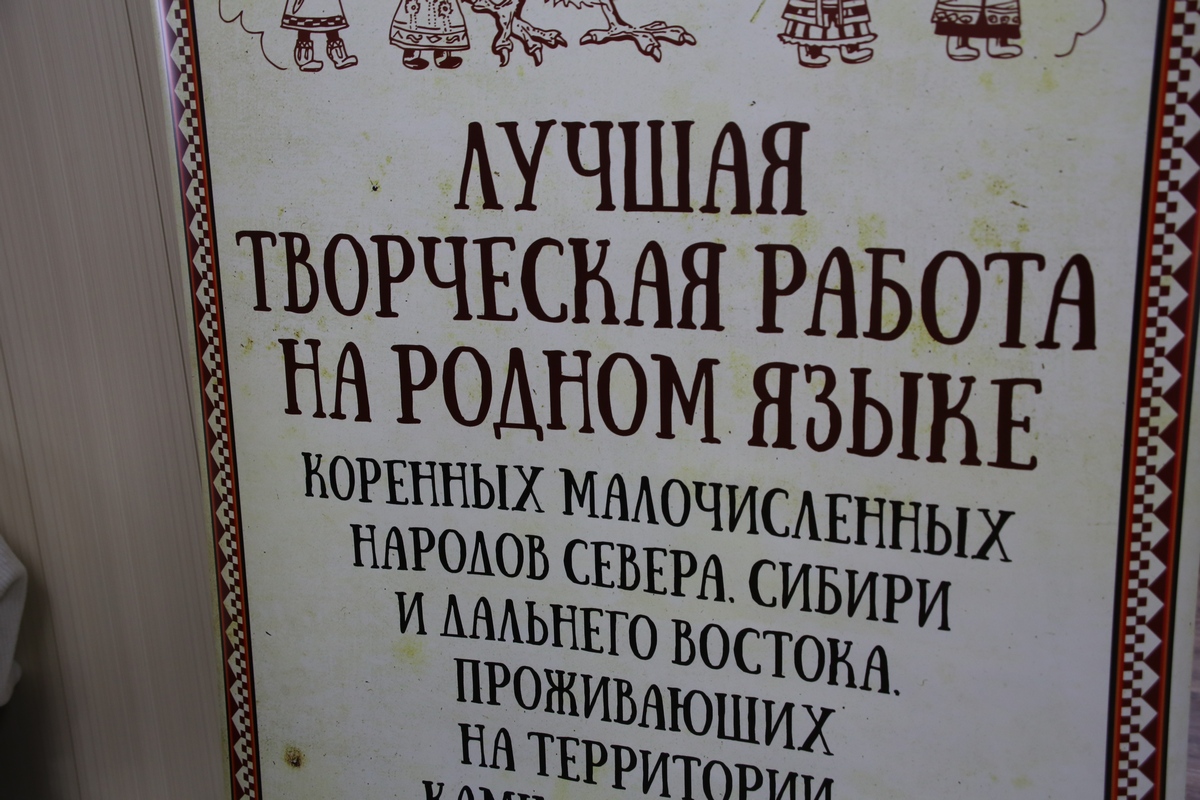 ЛУЧШАЯ
ТВОРЧЕСКАЯ РАБОТА
НА РОДНОМ ЯЗЫКЕ
КОРЕННЫХ МАЛОЧИСЛЕННЫХ
НАРОДОВ СЕВЕРА. СИБИРИ
И ДАЛЬНЕГО ВОСТОКА.
ПРОЖИВАЮЩИХ
НА ТЕРРИТОРИИ